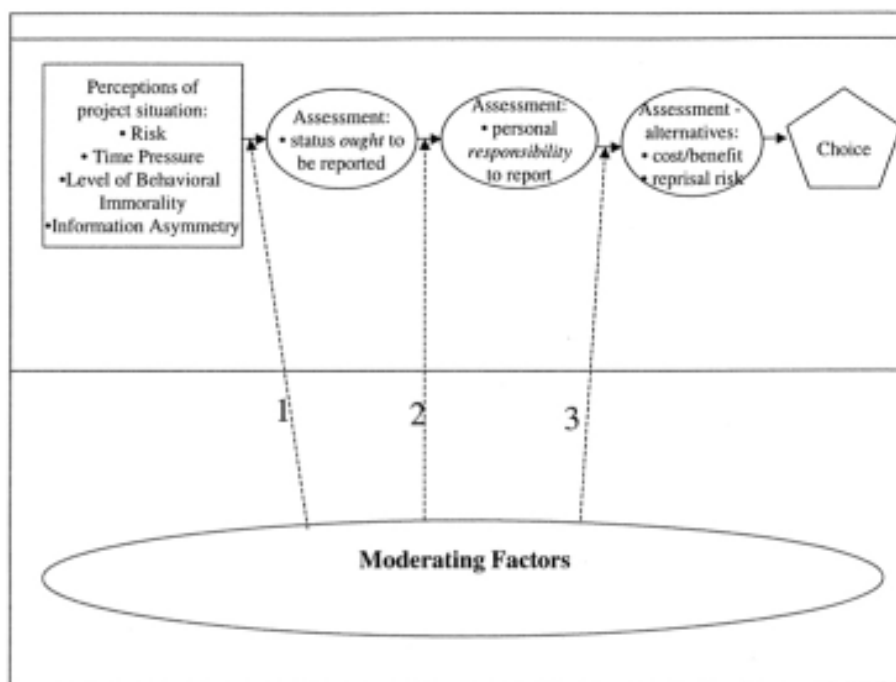 Perceptions of
project situation:
• Risk
• Time Pressure
•Level of Behavioral
Immorality
•Information Asymmetry
Assessment:
• status ought to
be reported
Assessment:
• personal
responsibility
to report
Assessment -
alternatives:
• cost/benefit
• reprisal risk
Choice
1
2
3
Moderating Factors